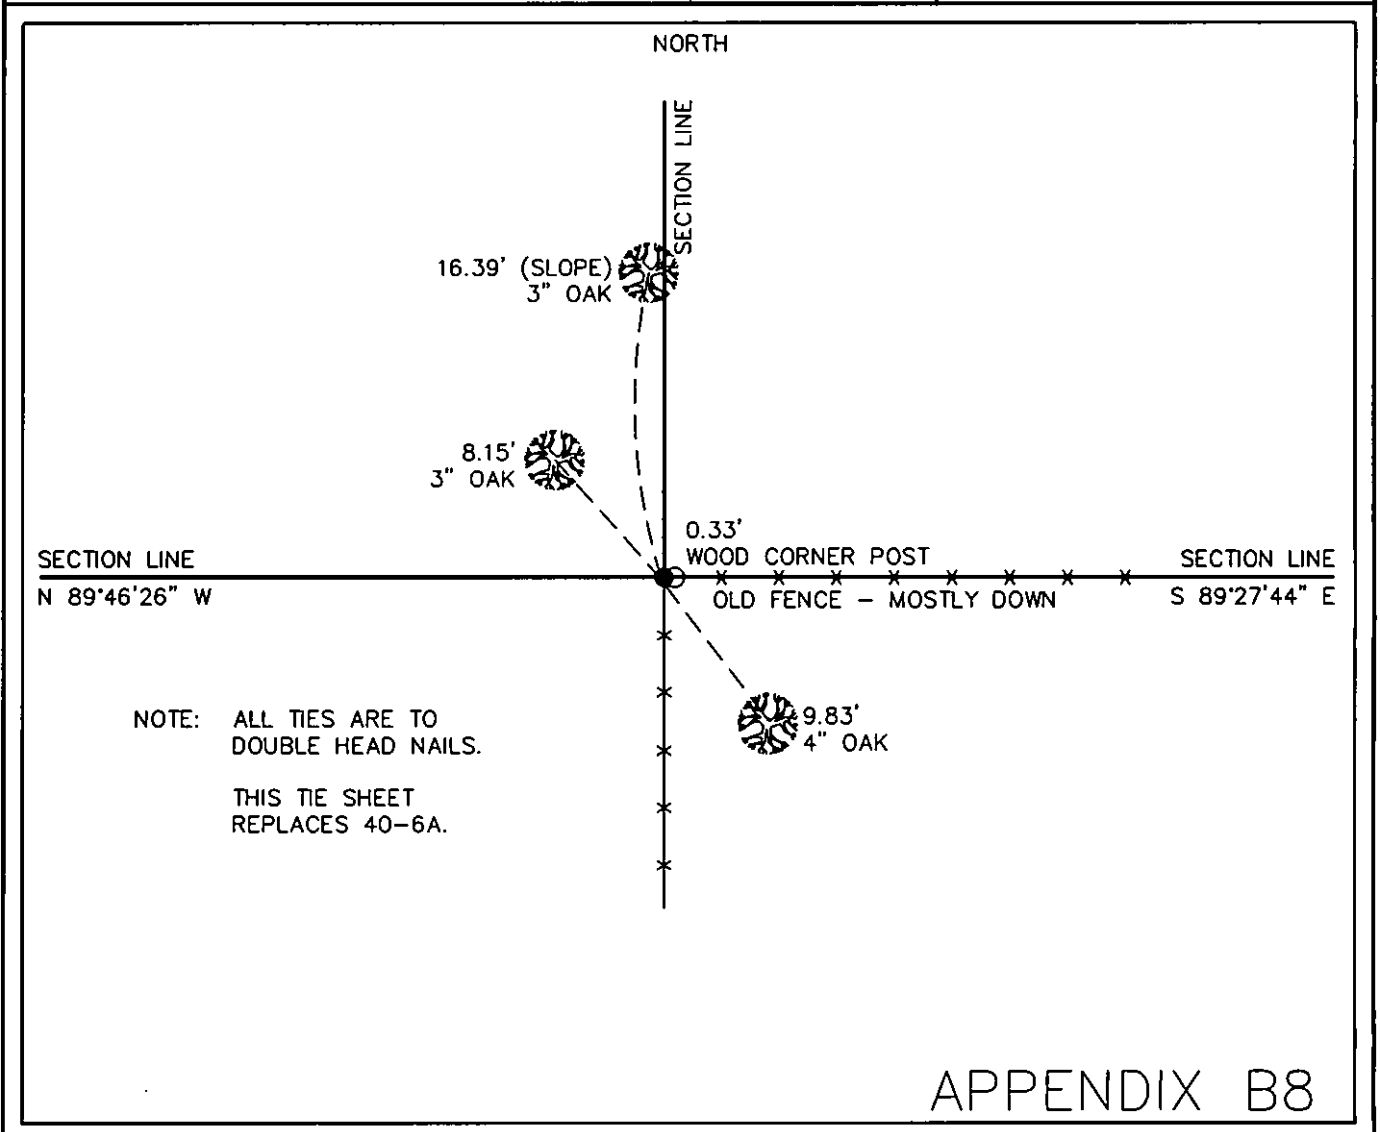 NORTH
SECTION LINE
16.39' (SLOPE)
3" OAK
8.15'
3" OAK
0.33'
WOOD CORNER POST
SECTION LINE
N 89°46'26" W
SECTION LINE
S 89°27'44" E
OLD FENCE – MOSTLY DOWN
9.83'
4" OAK
NOTE: ALL TIES ARE TO
DOUBLE HEAD NAILS.
THIS TIE SHEET
REPLACES 40–6A.
APPENDIX B8